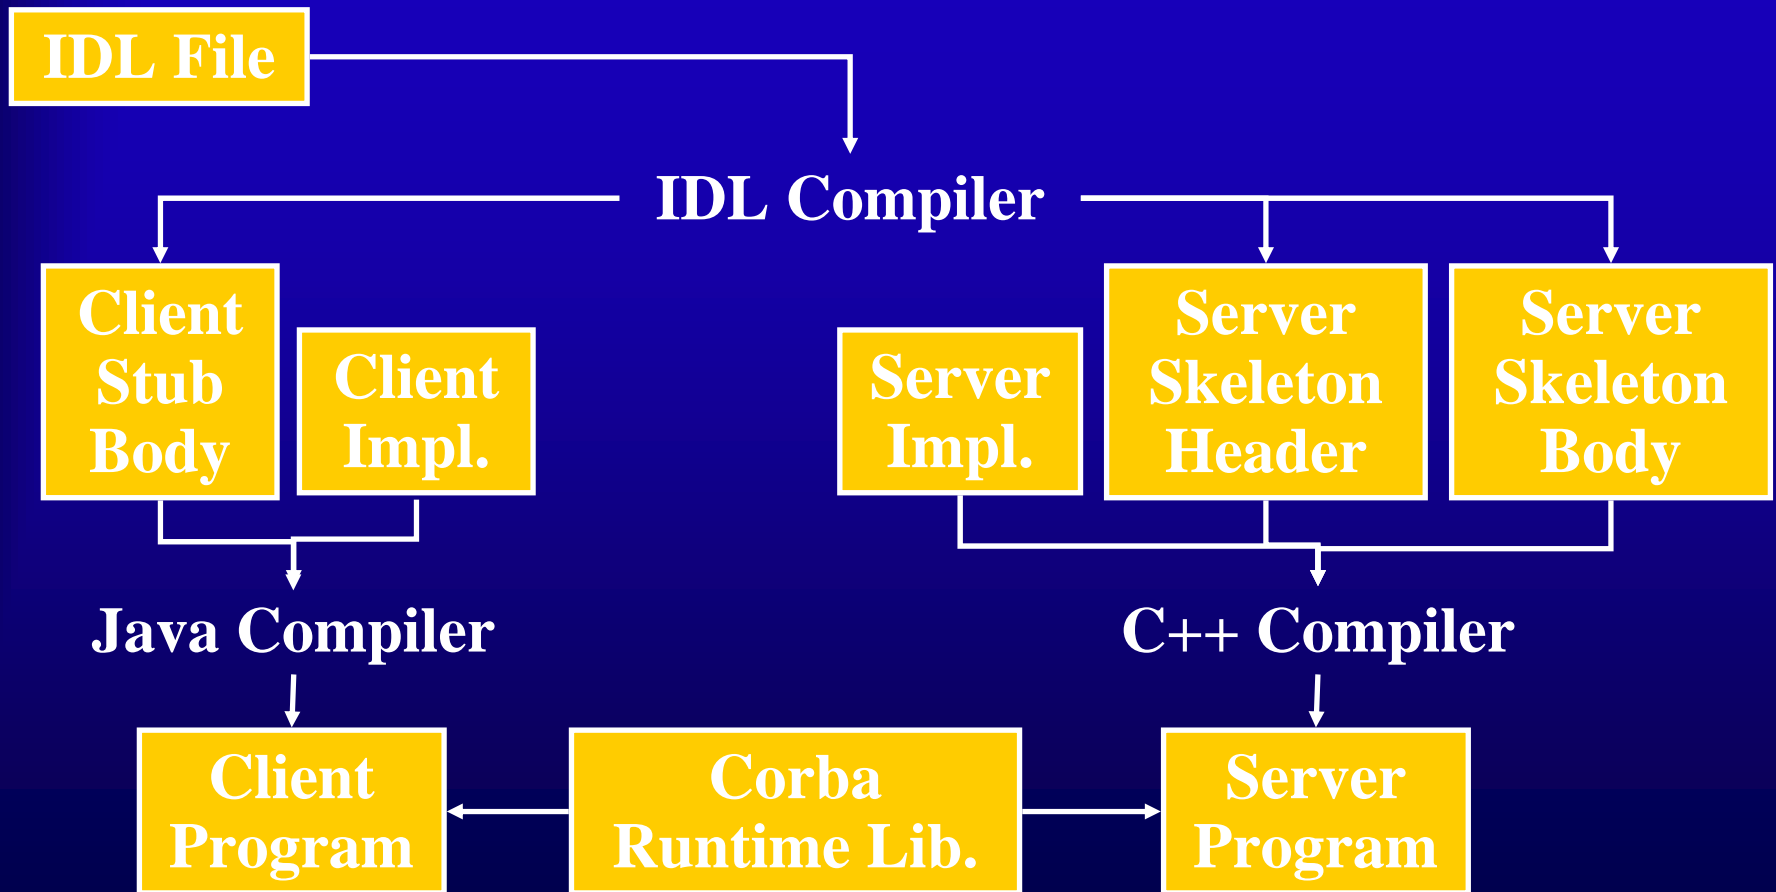 IDL File
IDL Compiler
Client
Stub
Body
Client
Impl.
Server
Impl.
Server
Skeleton
Header
Server
Skeleton
Body
Java Compiler
C++ Compiler
Client
Program
Corba
Runtime Lib.
Server
Program